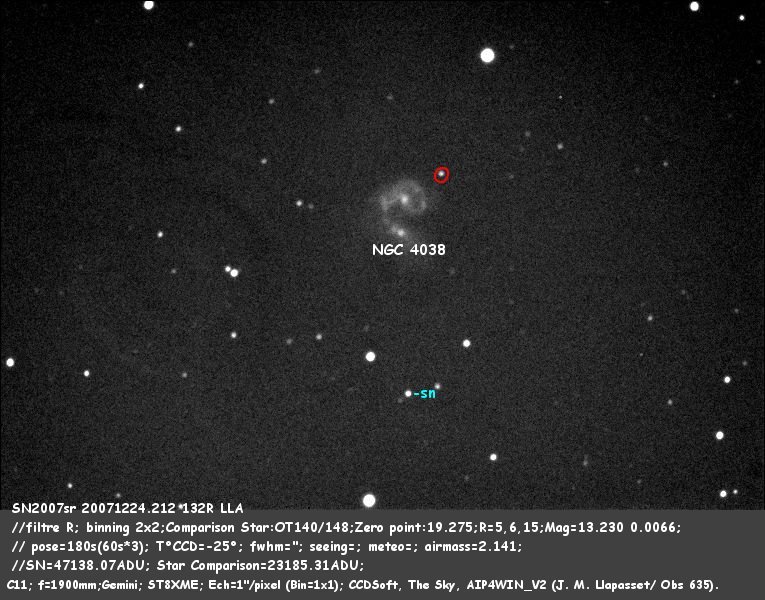 NGC 4038
-sn
SN2007sr 20071224.212*132R LLA
//filtre R; binning 2x2;Comparison Star:OT140/148;Zero point:19.275;R=5,6,15;Mag=13.230 0.0066;
// pose=180s(60s*3); T°CCD=-25°; fwhm="; seeing=; meteo=; airmass=2.141;
//SN=47138.07ADU; Star Comparison=23185.31ADU;
C11; f=1900mm;Gemini; ST8XME; Ech=1"/pixel (Bin=1x1); CCDSoft, The Sky, AIP4WIN_V2 (J. M. Llapasset/ Obs 635).